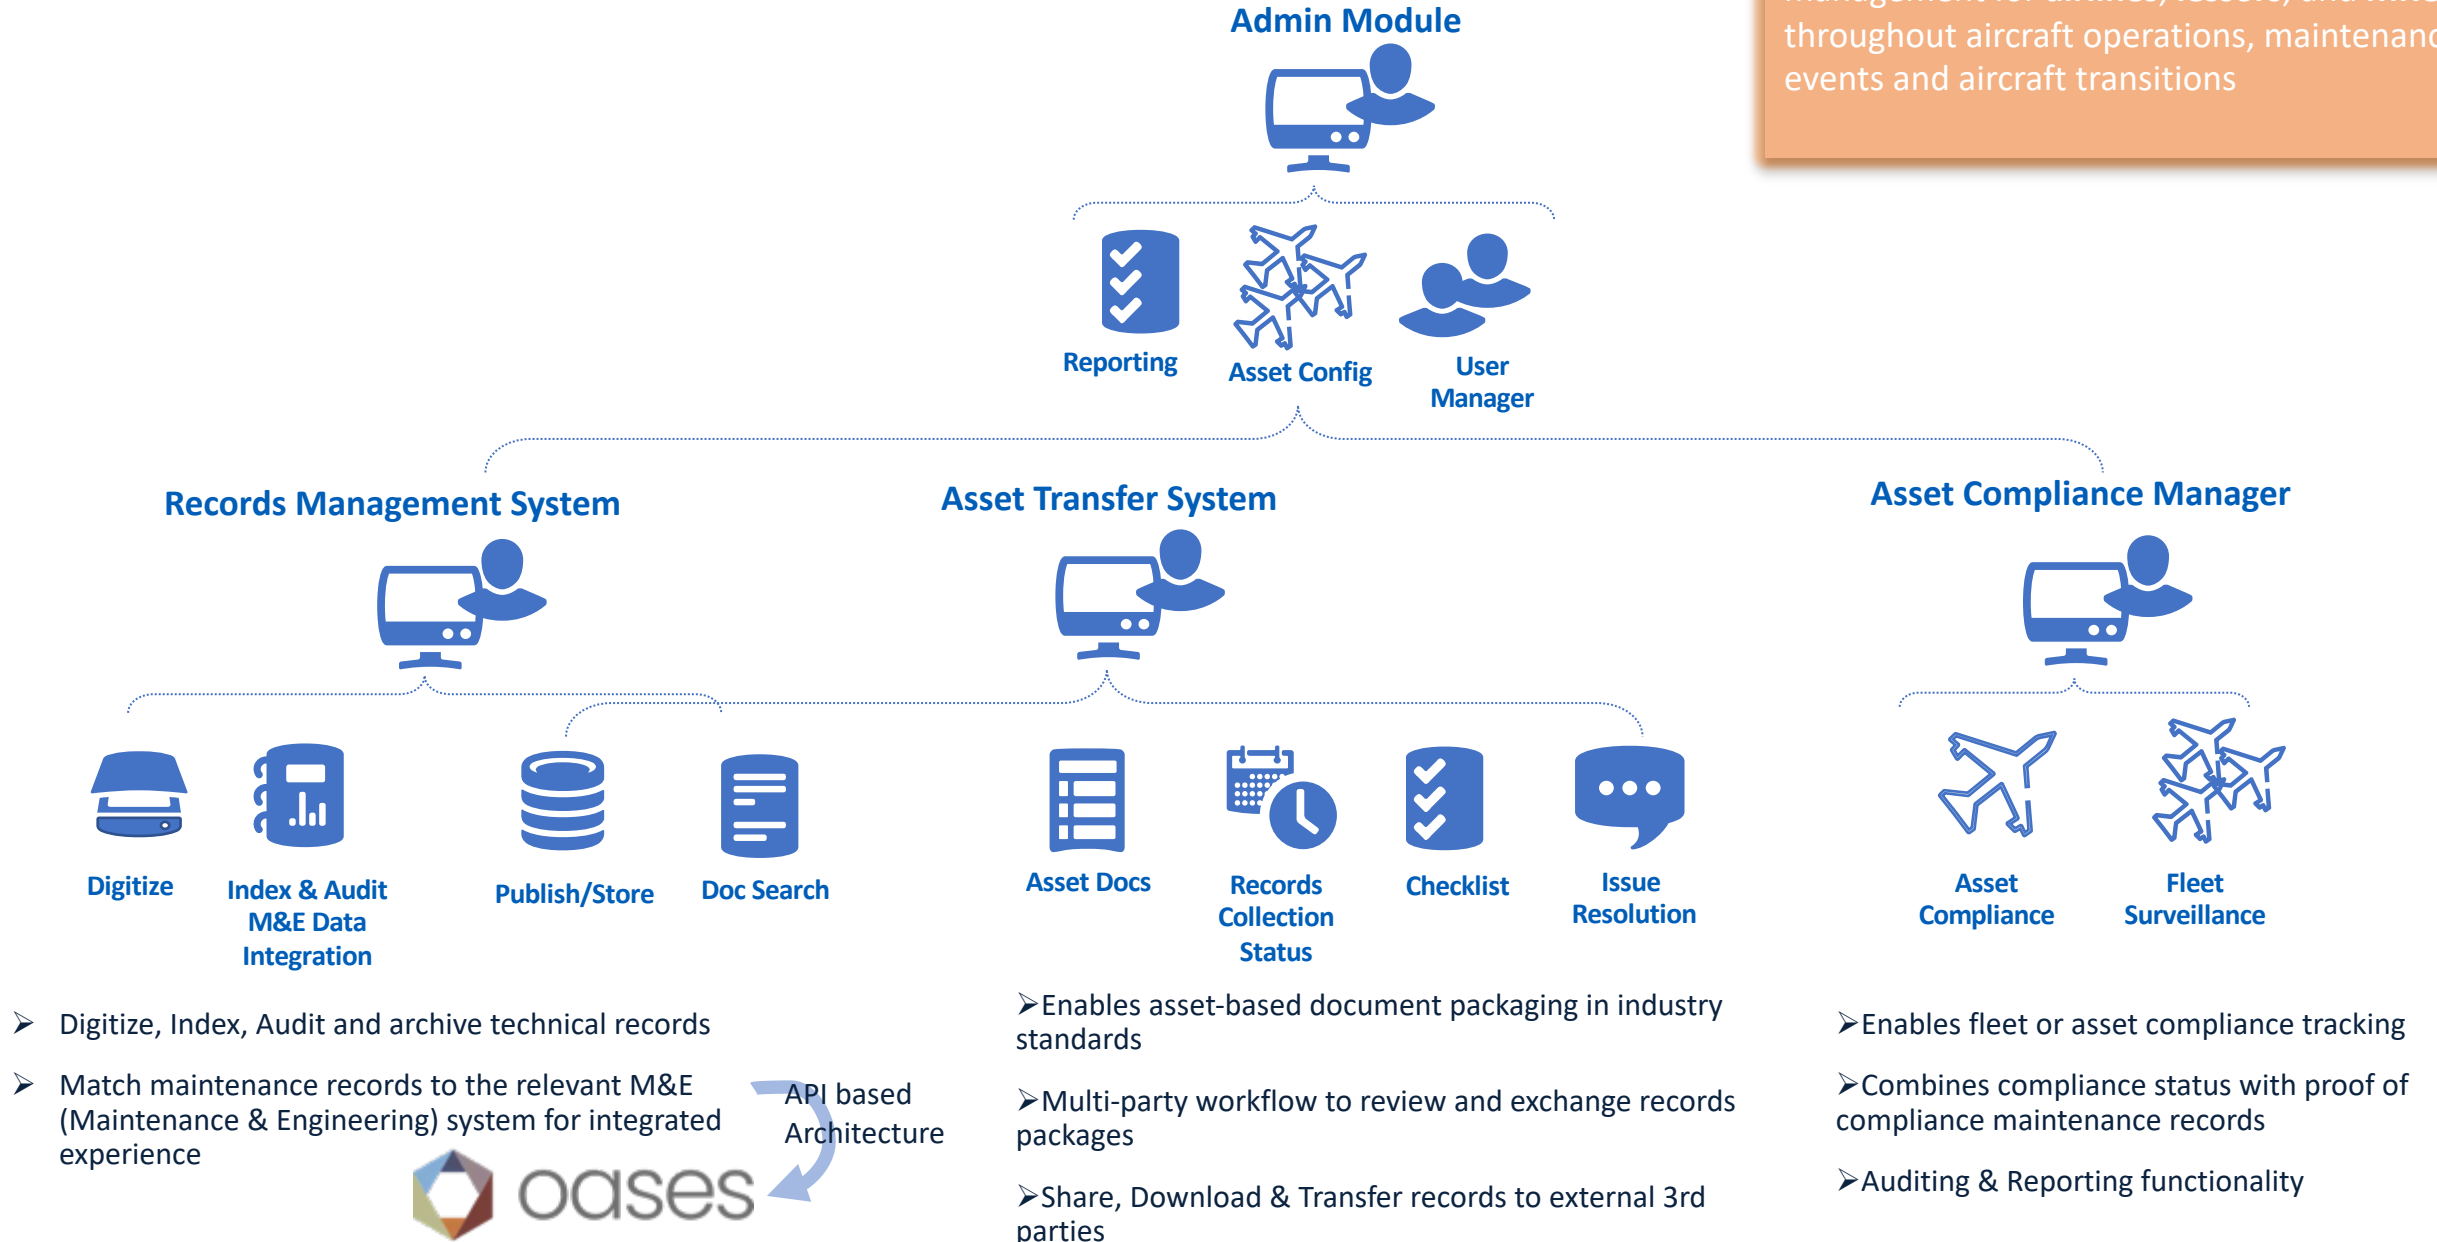 Admin Module
throughout aircraft operations, maintenanc
events and aircraft transitions
Reporting
Asset Config
User
Manager
Records Management System
Asset Transfer System
Asset Compliance Manager
Digitize
Index & Audit
M&E Data
Integration
Publish/Store
Doc Search
Asset Docs
Records
Collection
Status
Checklist
Issue
Resolution
Asset
Compliance
Fleet
Surveillance
➢ Digitize, Index, Audit and archive technical records
➢ Match maintenance records to the relevant M&E
(Maintenance & Engineering) system for integrated
experience
API based
Architecture
oases
➢Enables asset-based document packaging in industry
standards
➢Multi-party workflow to review and exchange records
packages
➢Share, Download & Transfer records to external 3rd
parties
➢Enables fleet or asset compliance tracking
➢Combines compliance status with proof of
compliance maintenance records
➢Auditing & Reporting functionality